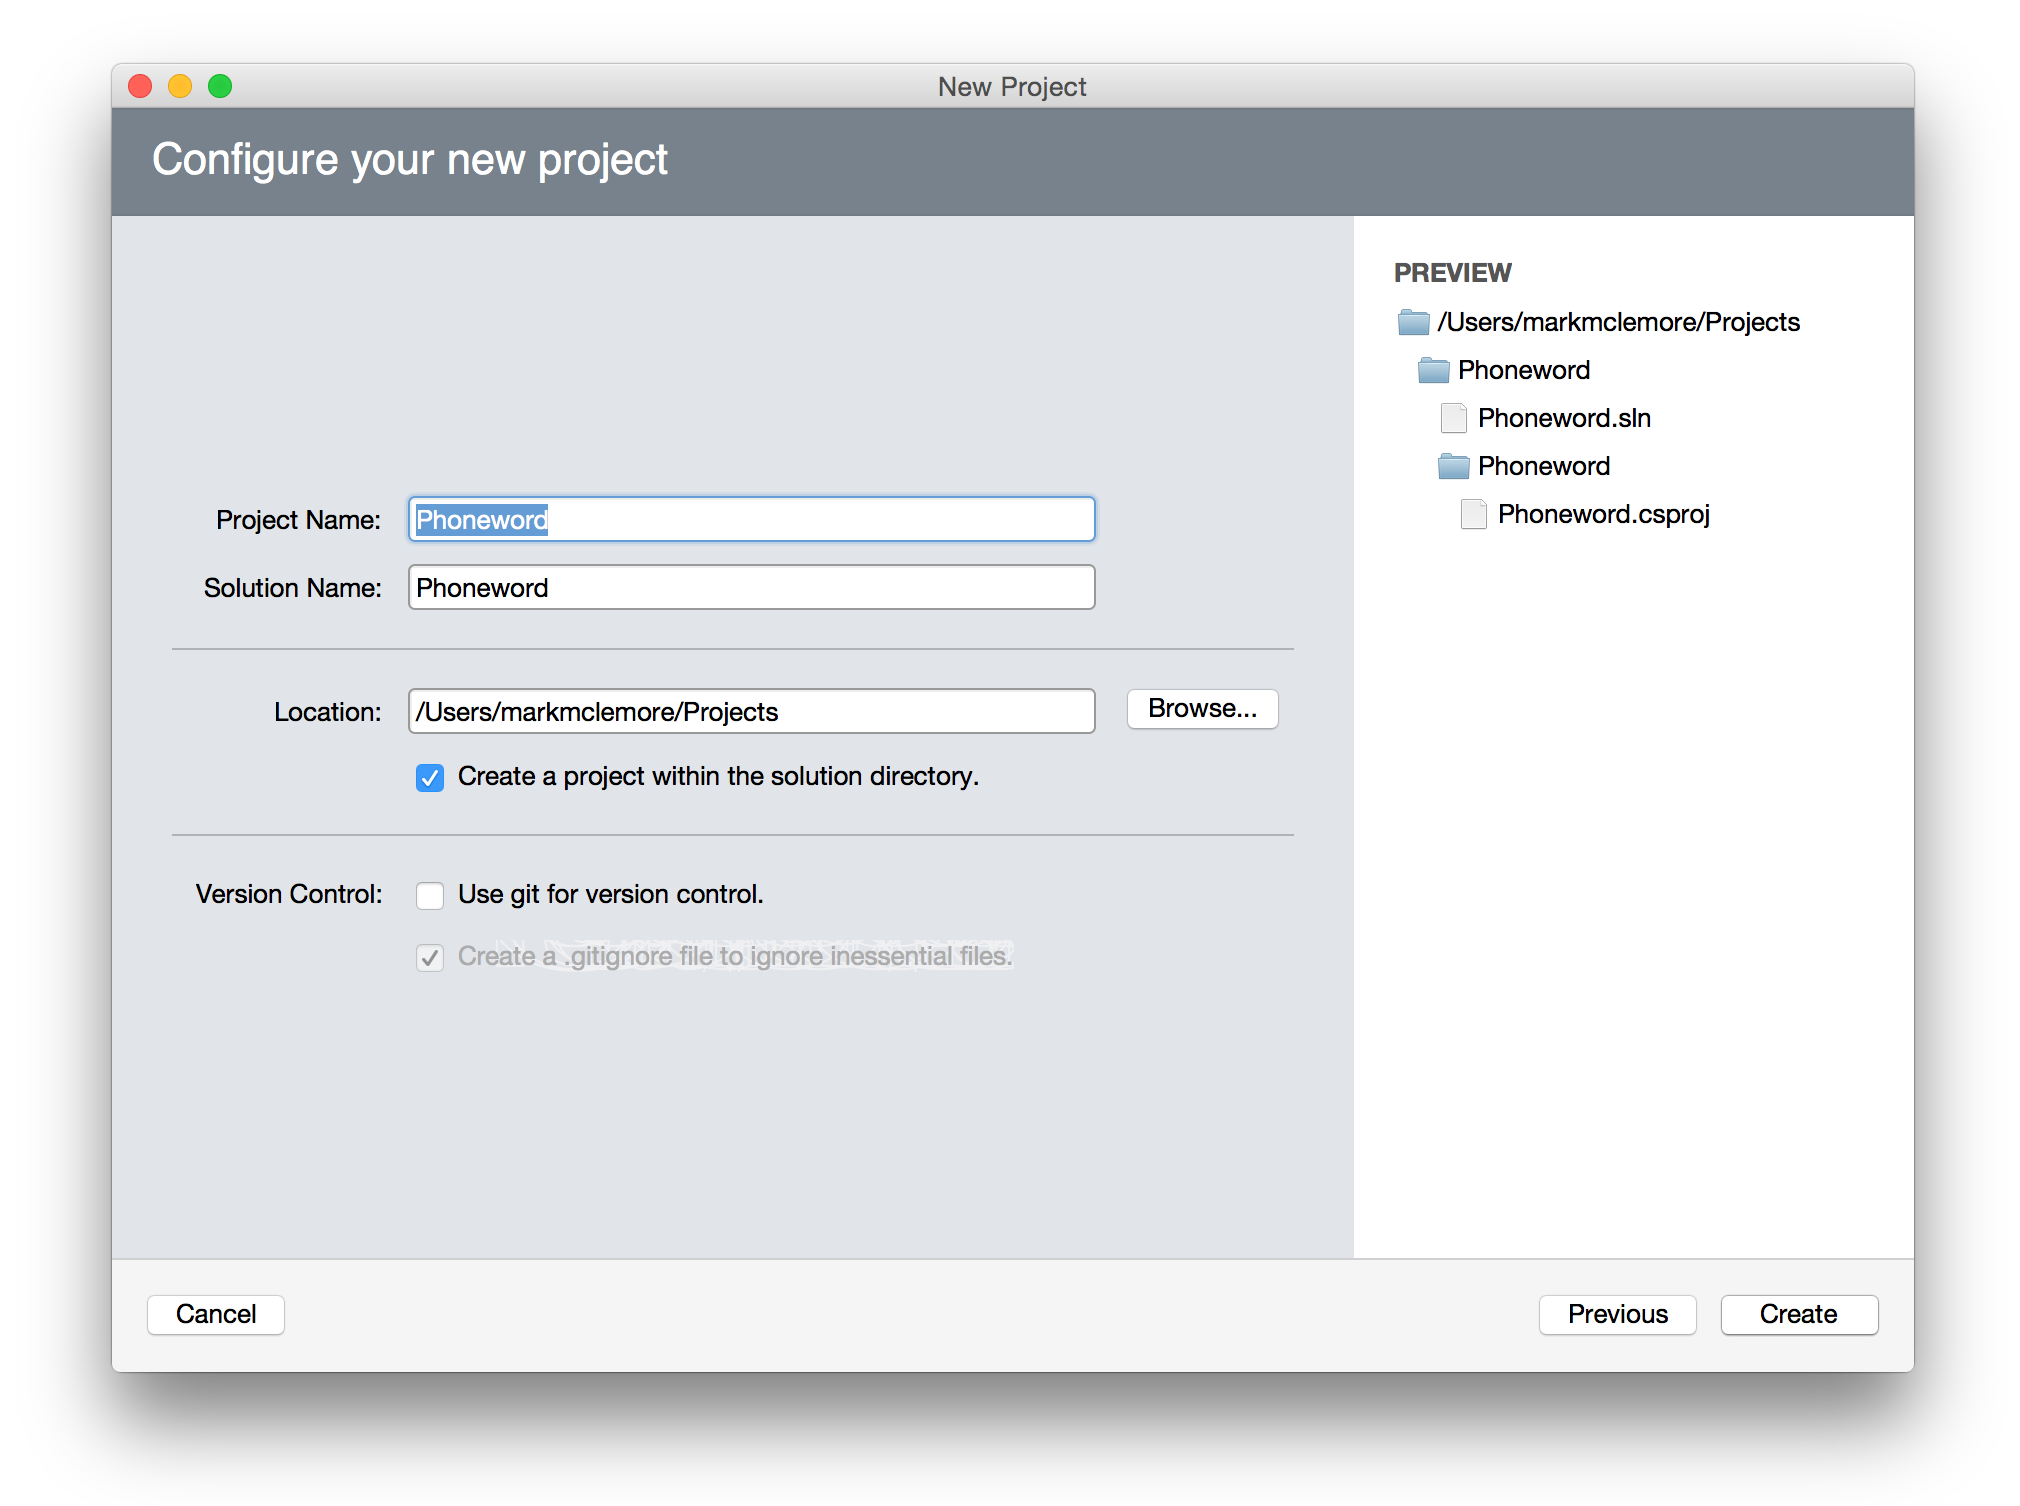 New Project
Configure your new project
Project Name: Phoneword
Solution Name: Phoneword
Location: /Users/markmclemore/Projects Browse...
Create a project within the solution directory.
Version Control: Use git for version control.
Create a .gitignore file to ignore inessential files.
PREVIEW
/Users/markmclemore/Projects
Phoneword
Phoneword.sln
Phoneword
Phoneword.csproj
Cancel Previous Create